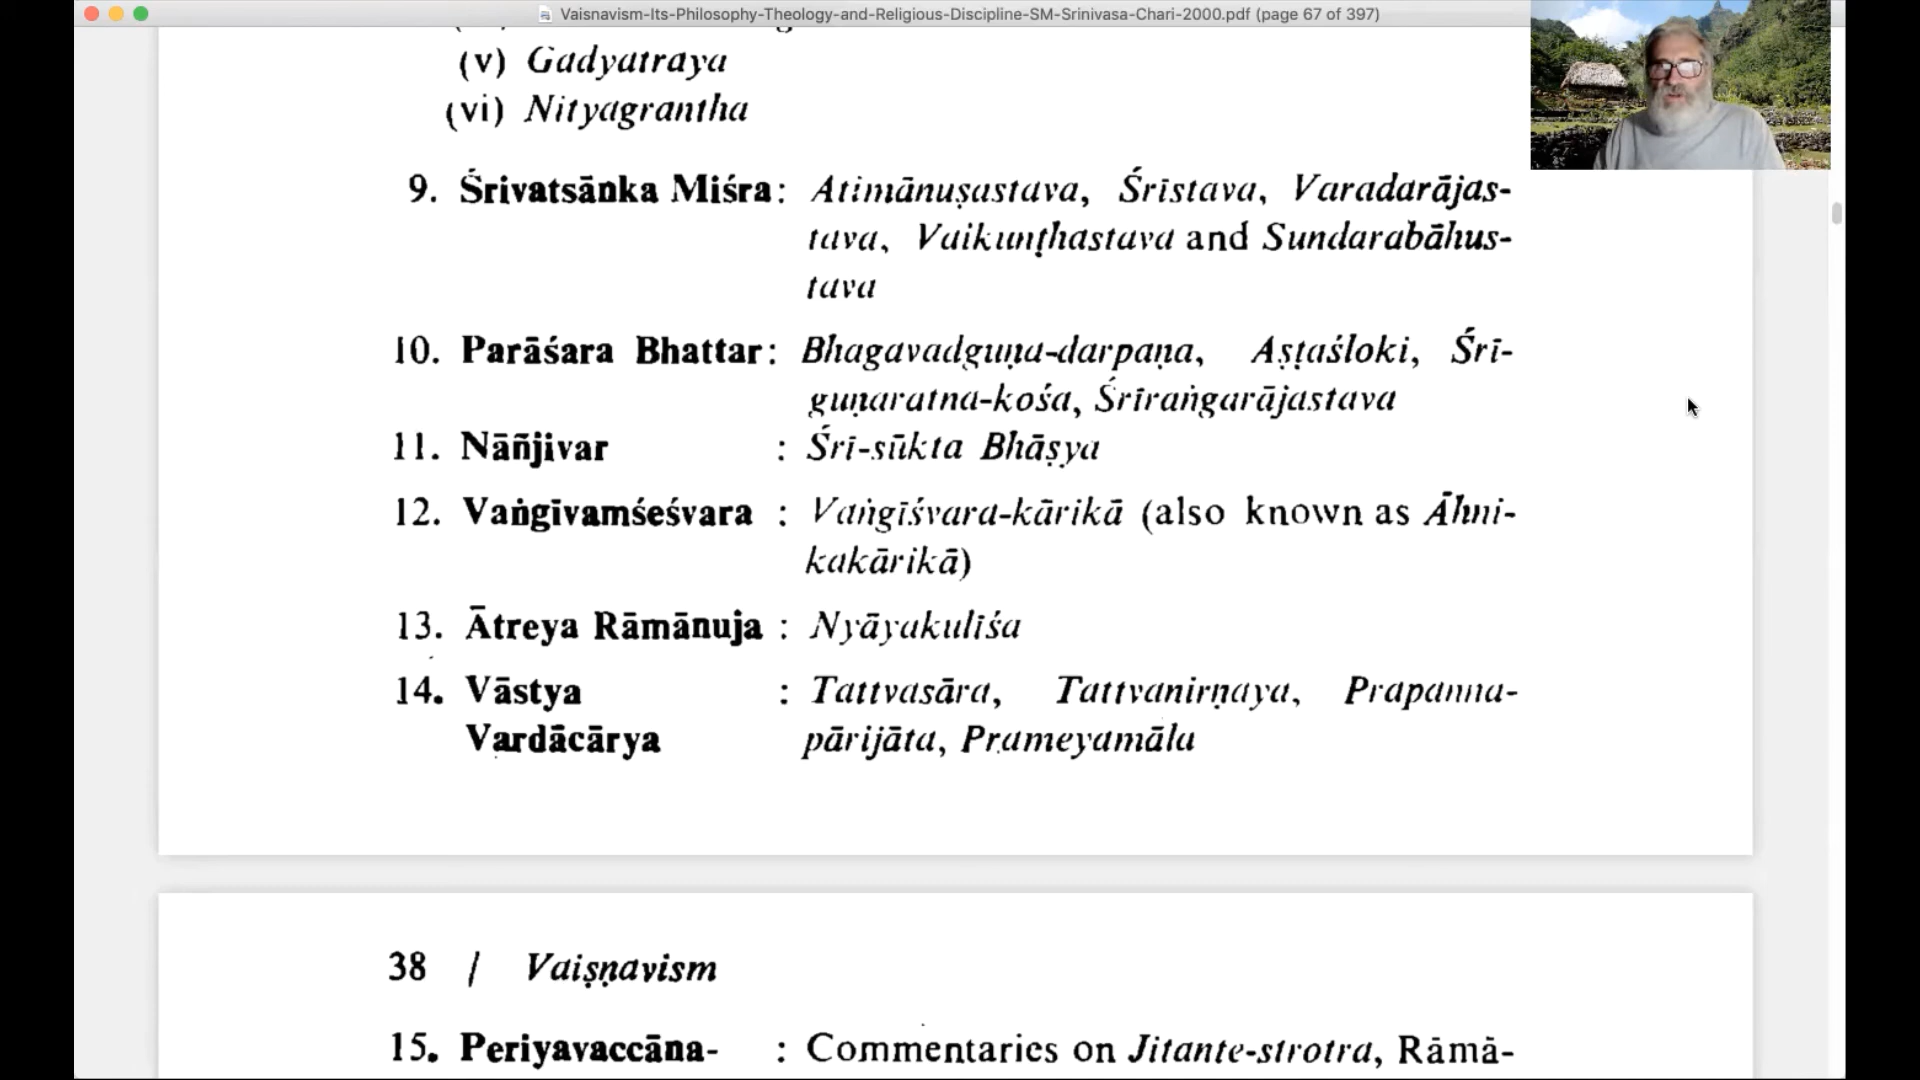 Vaisnavism-Its-Philosophy-Theology-and-Religious-Discipline-SM-Srinivasa-Chari-2000.pdf (page 67 of 397)
(v) Gadyatraya
(vi) Nityagrantha
9. Śrivatsāṅka Miśra: Atimānuṣastava, Śrīstava, Varadarājas-
tava, Vaikunṭhastava and Sundarabāhus-
tava
10. Parāśara Bhattar: Bhagavadguṇa-darpaṇa, Aṣṭaśloki, Śrī-
guṇaratna-kośa, Śrīraṅgarājastava
11. Nāñjivar : Śrī-sūkta Bhāṣya
12. Vaṅgīvamśeśvara : Vaṅgīśvara-kārikā (also known as Āhni-
kakārikā)
13. Ātreya Rāmānuja : Nyāyakuliśa
14. Vāstya : Tattvasāra, Tattvanirṇaya, Prapanna-
Vardācārya pārijāta, Prameyamāla
38 / Vaiṣṇavism
15. Periyavaccāna- : Commentaries on Jitante-strotra, Rāmā-